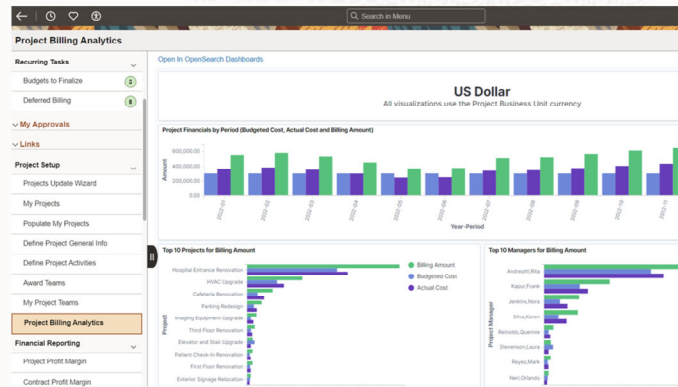 Search in Menu
Project Billing Analytics
Recurring Tasks
Budgets to Finalize
3
Deferred Billing
8
My Approvals
Links
Project Setup
Projects Update Wizard
My Projects
Populate My Projects
Define Project General Info
Define Project Activities
Award Teams
My Project Teams
Project Billing Analytics
Financial Reporting
Project Profit Margin
Contract Profit Margin
Open In OpenSearch Dashboards
US Dollar
All visualizations use the Project Business Unit currency
Project Financials by Period (Budgeted Cost, Actual Cost and Billing Amount)
Amount
600,000.00
400,000.00
200,000.00
0.00
2022-01
2022-02
2022-03
2022-04
2022-05
2022-06
2022-07
2022-08
2022-09
2022-10
2022-11
Year-Period
Top 10 Projects for Billing Amount
Project
Hospital Entrance Renovation
HVAC Upgrade
Cafeteria Renovation
Parking Redesign
Imaging Equipment Upgrade
Third Floor Renovation
Elevator and Stair Upgrade
Patient Check-In Renovation
First Floor Renovation
Exterior Signage Relocation
Billing Amount
Budgeted Cost
Actual Cost
Top 10 Managers for Billing Amount
Project Manager
Andreotti,Rita
Kapur,Frank
Jenkins,Nora
Silva,Karen
Reinolds,Quennie
Stevenson,Laura
Reyes,Mark
Neri,Orlando